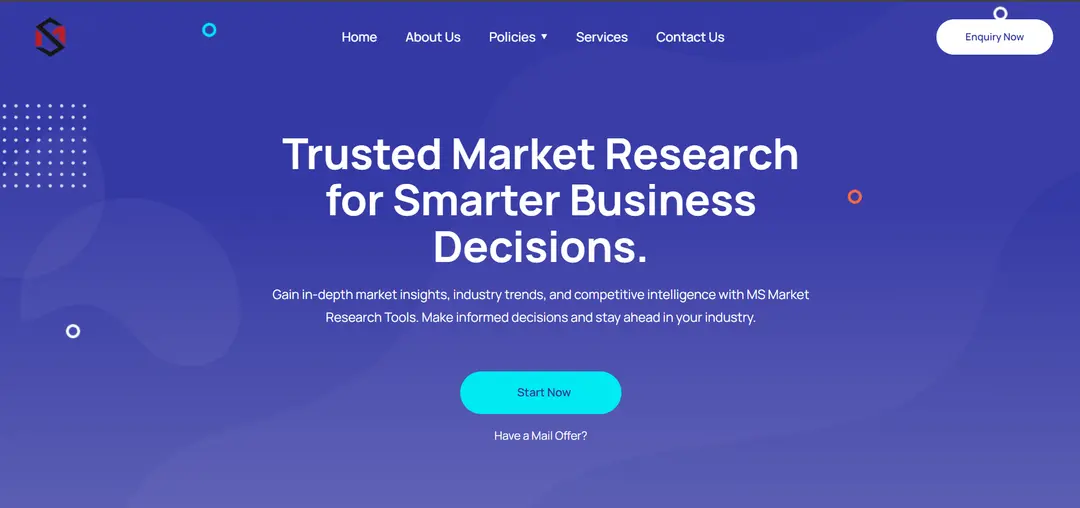 Home About Us Policies ▼ Services Contact Us Enquiry Now
Trusted Market Research
for Smarter Business
Decisions.
Gain in-depth market insights, industry trends, and competitive intelligence with MS Market
Research Tools. Make informed decisions and stay ahead in your industry.
Start Now
Have a Mail Offer?